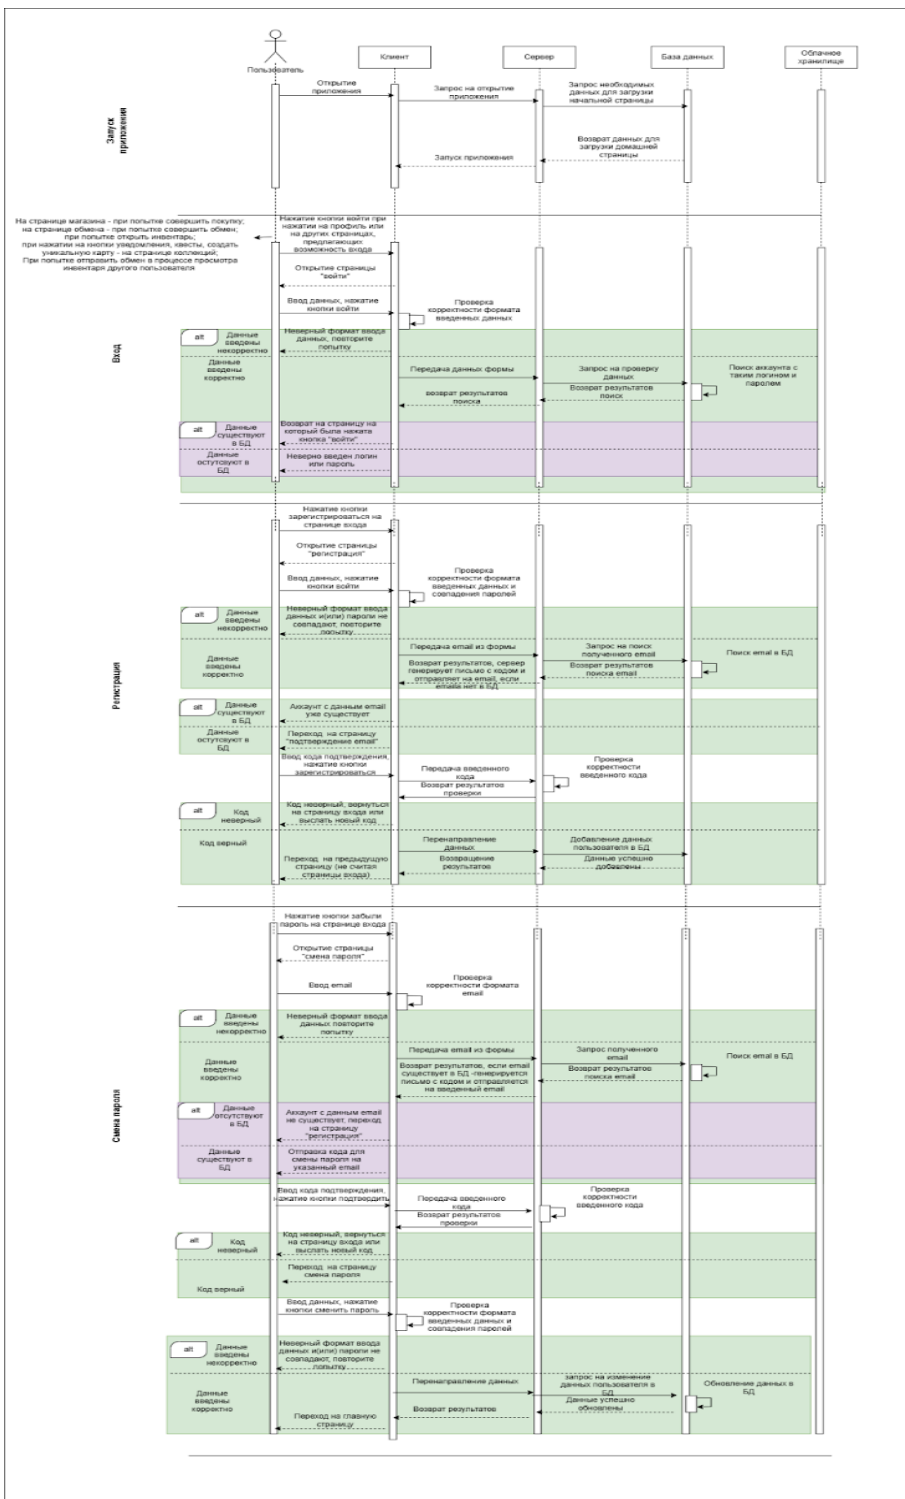 Пользователь
Клиент
Сервер
База данных
Облачное
хранилище
Запуск
приложения
Открытие
приложения
Запрос на открытие
приложения
Запрос необходимых
данных для загрузки
начальной страницы
Возврат данных для
загрузки домашней
страницы
Запуск приложения
На странице магазина - при попытке совершить покупку;
на странице обмена - при попытке совершить обмен;
при попытке открыть инвентарь;
при нажатии на кнопки уведомления, квесты, создать
уникальную карту - на странице коллекций;
При попытке отправить обмен в процессе просмотра
инвентаря другого пользователя
Вход
Нажатие кнопки войти при
нажатии на профиль или
на других страницах,
предлагающих
возможность входа
Открытие страницы
"войти"
Ввод данных, нажатие
кнопки войти
Проверка
корректности формата
введенных данных
alt
Данные
введены
некорректно
Неверный формат ввода
данных, повторите
попытку
Данные
введены
корректно
Передача данных формы
Запрос на проверку
данных
Поиск аккаунта с
таким логином и
паролем
Возврат результатов
поиск
возврат результатов
поиска
alt
Данные
существуют
в БД
Возврат на страницу на
который была нажата
кнопка "войти"
Данные
остутовуют в
БД
Неверно введен логин
или пароль
Регистрация
Нажатие кнопки
зарегистрироваться на
странице входа
Открытие страницы
"регистрация"
Ввод данных, нажатие
кнопки войти
Проверка
корректности формата
введенных данных и
совпадения паролей
alt
Данные
введены
некорректно
Неверный формат ввода
данных и(или) пароли не
совпадают, повторите
попытку
Данные
введены
корректно
Передача email из формы
Запрос на поиск
полученного email
Поиск emal в БД
Возврат результатов
поиска email
Возврат результатов, сервер
генерирует письмо с кодом и
отправляет на email, если
emailа нет в БД
alt
Данные
существуют
в БД
Аккаунт с данным email
уже существует
Данные
остутовуют в
БД
Переход на страницу
"подтверждение email"
Ввод кода подтверждения,
нажатие кнопки
зарегистрироваться
Передача введенного
кода
Возврат результатов
проверки
Проверка
корректности
введенного кода
alt
Код
неверный
Код неверный, вернуться
на страницу входа или
выслать новый код
Код верный
Перенаправление
данных
Добавление данных
пользователя в БД
Данные успешно
добавлены
Возвращение
результатов
Переход на предыдущую
страницу (не считая
страницы входа)
Смена пароля
Нажатие кнопки забыли
пароль на странице входа
Открытие страницы
"смена пароля"
Ввод email
Проверка
корректности формата
email
alt
Данные
введены
некорректно
Неверный формат ввода
данных повторите
попытку
Данные
введены
корректно
Передача email из формы
Запрос полученного
email
Поиск emal в БД
Возврат результатов
поиска email
Возврат результатов, если email
существует в БД -генерируется
письмо с кодом и отправляется
на введенный email
alt
Данные
отсутствуют
в БД
Аккаунт с данным email
не существует, переход
на страницу
"регистрация"
Данные
существуют в
БД
Отправка кода для
смены пароля на
указанный email
Ввод кода подтверждения,
нажатие кнопки подтвердить
Передача введенного
кода
Возврат результатов
проверки
Проверка
корректности
введенного кода
alt
Код
неверный
Код неверный, вернуться
на страницу входа или
выслать новый код
Переход на страницу
смена пароля
Код верный
Ввод данных, нажатие
кнопки сменить пароль
Проверка
корректности формата
введенных данных и
совпадения паролей
alt
Данные
введены
некорректно
Неверный формат ввода
данных и(или) пароли не
совпадают, повторите
попытку
Данные
введены
корректно
Перенаправление данных
запрос на изменение
данных пользователя в
БД
Обновление данных в
БД
Данные успешно
обновлены
Возврат результатов
Переход на главную
страницу